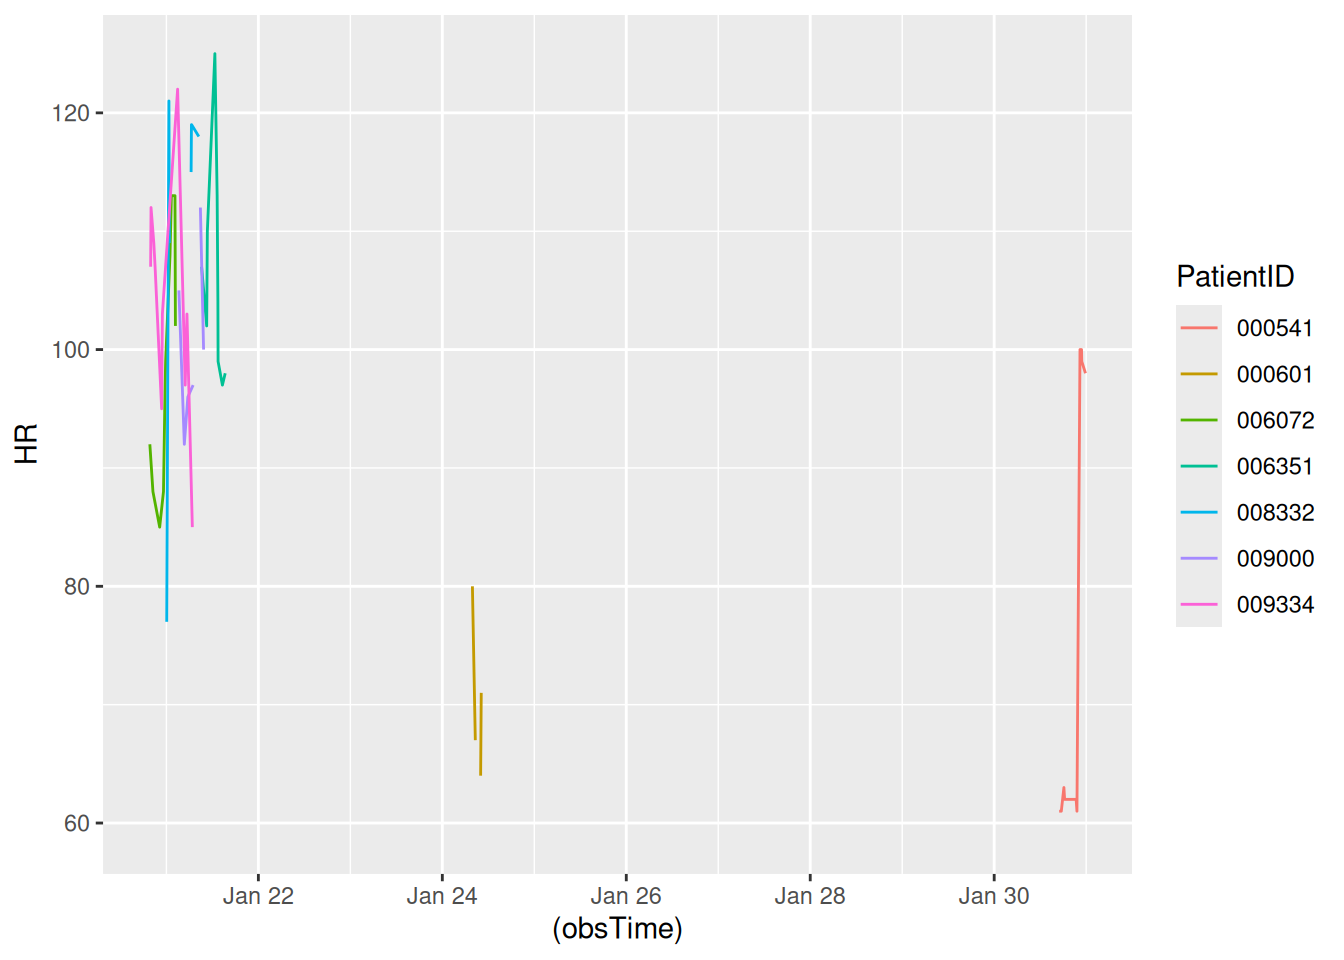 120
100
80
60
HR
Jan 22
Jan 24
Jan 26
Jan 28
Jan 30
(obsTime)
PatientID
000541
000601
006072
006351
008332
009000
009334